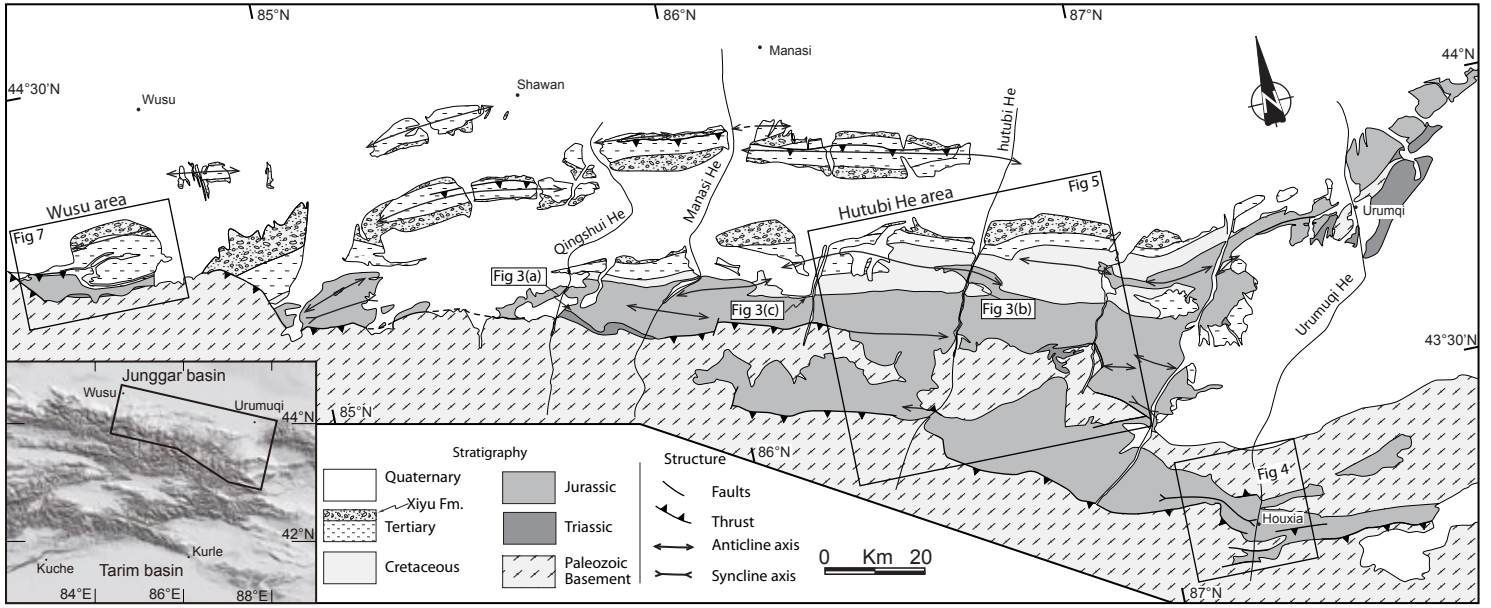 85°N
86°N
87°N
44°N
44°30'N
Wusu
Shawan
Manasi
hutubi He
Wusu area
Fig 7
Qingshui He
Manasi He
Hutubi He area
Fig 5
Urumqi
Urumuqi He
Fig 3(a)
Fig 3(c)
Fig 3(b)
43°30'N
Junggar basin
Wusu
Urumuqi
44°N
42°N
Kurle
Kuche
Tarim basin
84°E
86°E
88°E
85°N
86°N
87°N
Fig 4
Houxia
Stratigraphy
Quaternary
Xiyu Fm.
Tertiary
Cretaceous
Jurassic
Triassic
Paleozoic
Basement
Structure
Faults
Thrust
Anticline axis
Syncline axis
0 Km 20
N